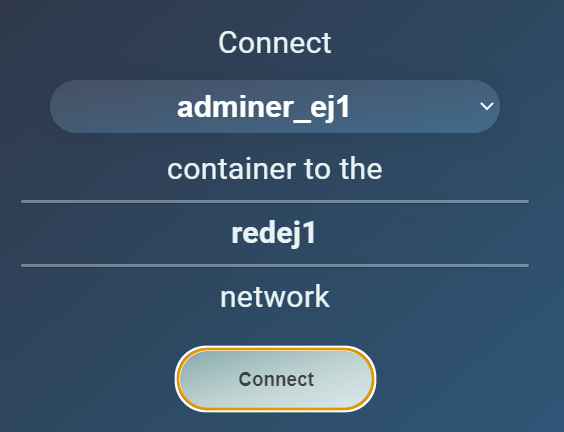 Connect
adminer_ej1
container to the
redej1
network
Connect